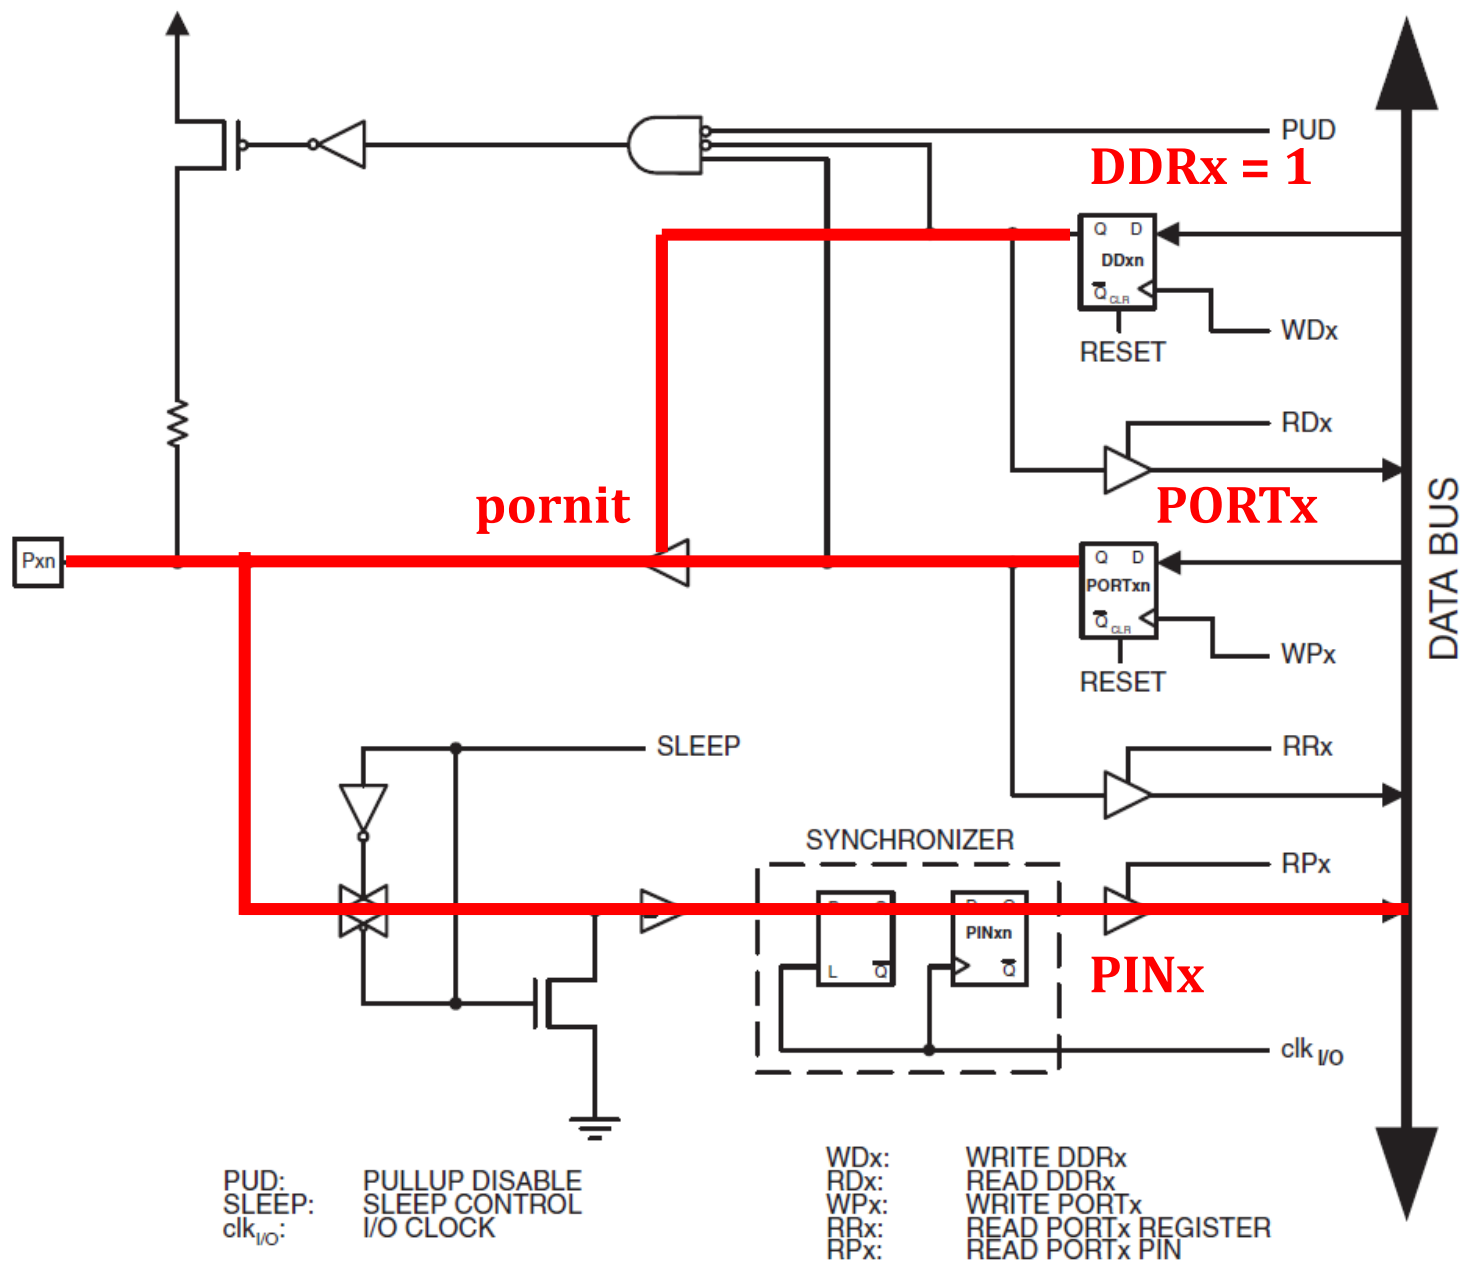 PUD
DDRx = 1
Q D
DDxn
Q CLR
WDx
RESET
RDx
pornit
PORTx
Pxn
Q D
PORTxn
Q CLR
WPx
RESET
DATA BUS
SLEEP
RRx
SYNCHRONIZER
RPx
PINxn
L Q
Q
PINx
clk I/O
PUD: PULLUP DISABLE
SLEEP: SLEEP CONTROL
clkI/O: I/O CLOCK
WDx: WRITE DDRx
RDx: READ DDRx
WPx: WRITE PORTx
RRx: READ PORTx REGISTER
RPx: READ PORTx PIN